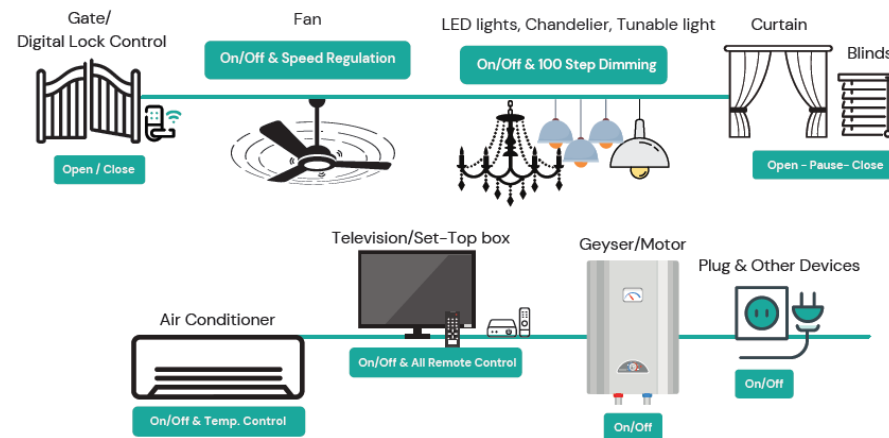 Gate/
Digital Lock Control
Fan
LED lights, Chandelier, Tunable light
Curtain
Blinds
On/Off & Speed Regulation
On/Off & 100 Step Dimming
Open / Close
Open - Pause- Close
Television/Set-Top box
Geyser/Motor
Plug & Other Devices
Air Conditioner
On/Off & All Remote Control
On/Off
On/Off & Temp. Control
On/Off